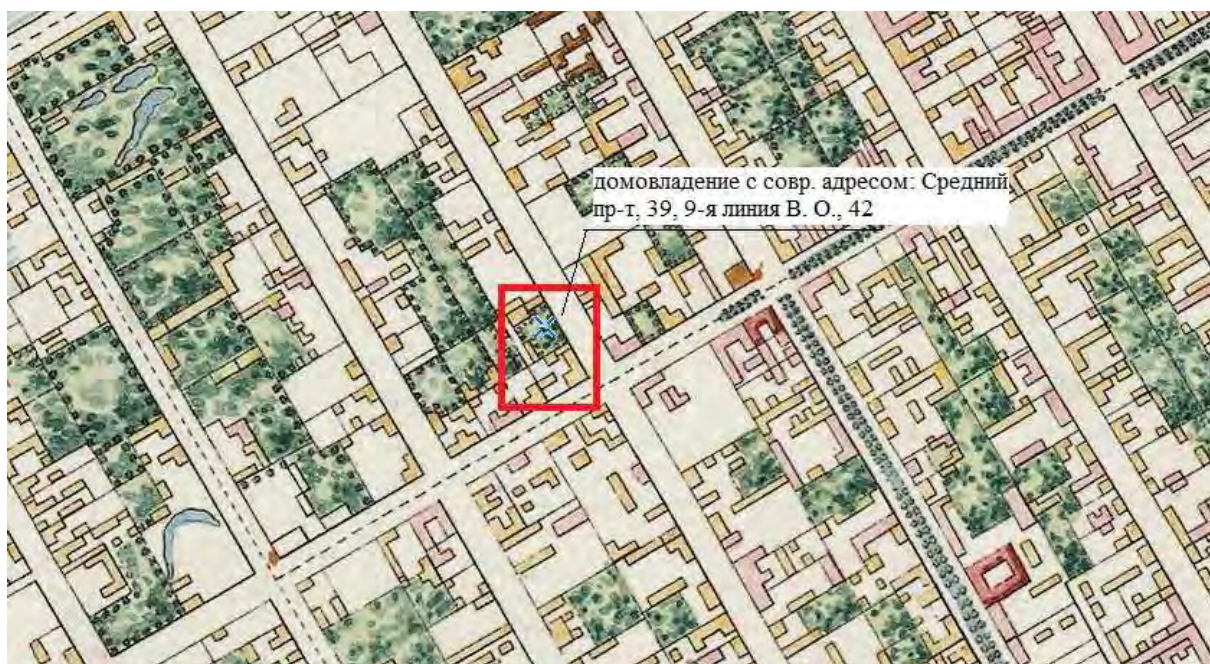 домовладение с совр. адресом: Средний
пр-т, 39, 9-я линия В. О., 42